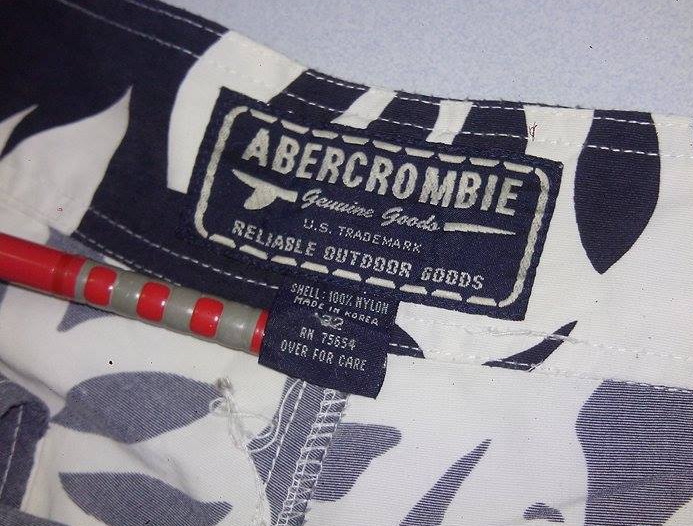 ABERCROMBIE
Genuine Goods
U.S. TRADEMARK
RELIABLE OUTDOOR GOODS
SHELL: 100% NYLON
MADE IN KOREA
32
RN 75654
OVER FOR CARE